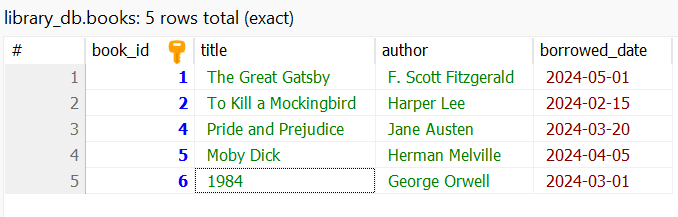 library_db.books: 5 rows total (exact)
# book_id title author borrowed_date
1 1 The Great Gatsby F. Scott Fitzgerald 2024-05-01
2 2 To Kill a Mockingbird Harper Lee 2024-02-15
3 4 Pride and Prejudice Jane Austen 2024-03-20
4 5 Moby Dick Herman Melville 2024-04-05
5 6 1984 George Orwell 2024-03-01